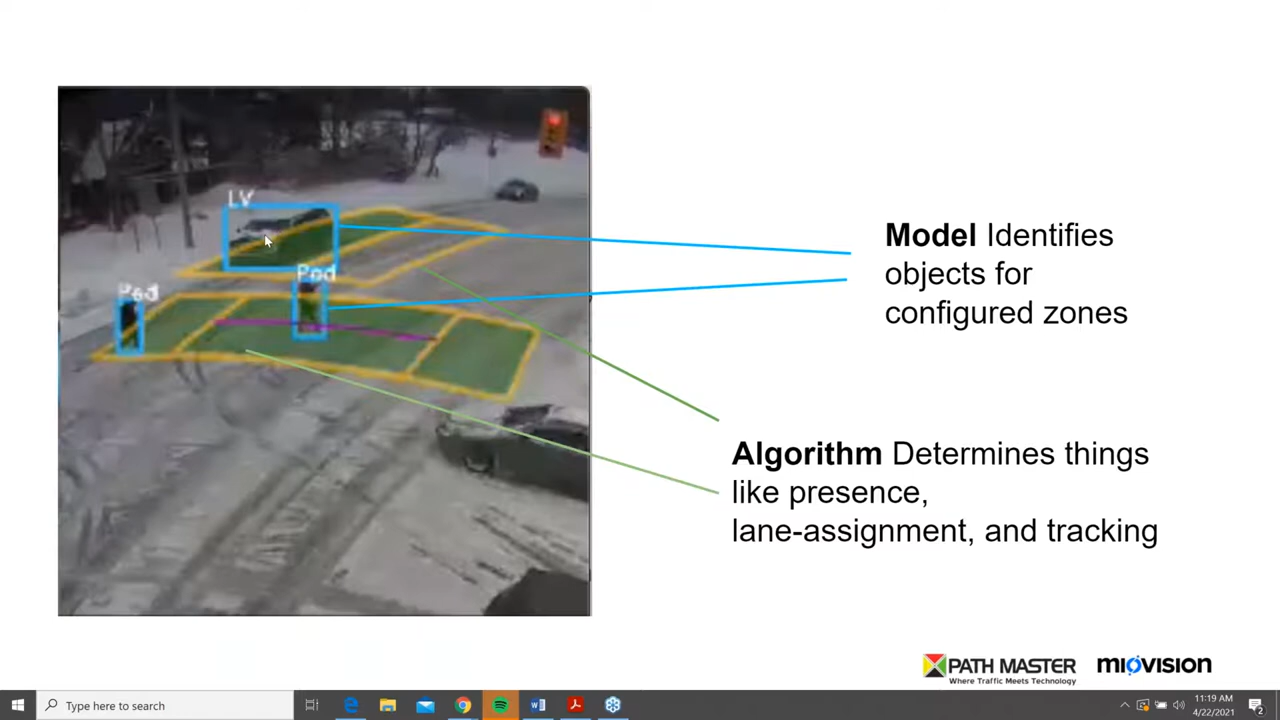 LV
Ped
Ped
Model Identifies
objects for
configured zones
Algorithm Determines things
like presence,
lane-assignment, and tracking
PATH MASTER
Where Traffic Meets Technology
miovision
Type here to search
11:19 AM
4/22/2021
2